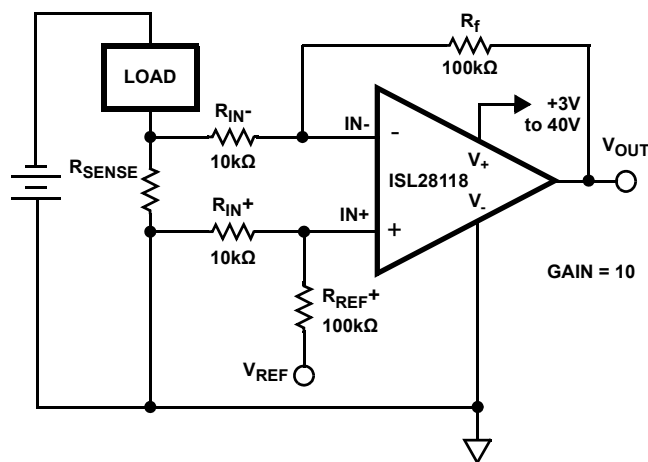 Rf
100kΩ
LOAD
RIN-
10kΩ
IN-
-
+3V
to 40V
V+
VOUT
RSENSE
ISL28118
RIN+
10kΩ
IN+
+
V-
GAIN = 10
RREF+
100kΩ
VREF